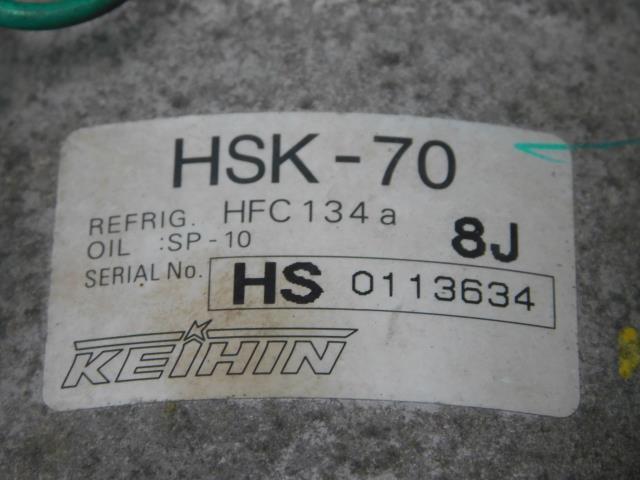 HSK-70
REFRIG. HFC134a
OIL :SP-10 8J
SERIAL No. HS 0113634
KEIHIN